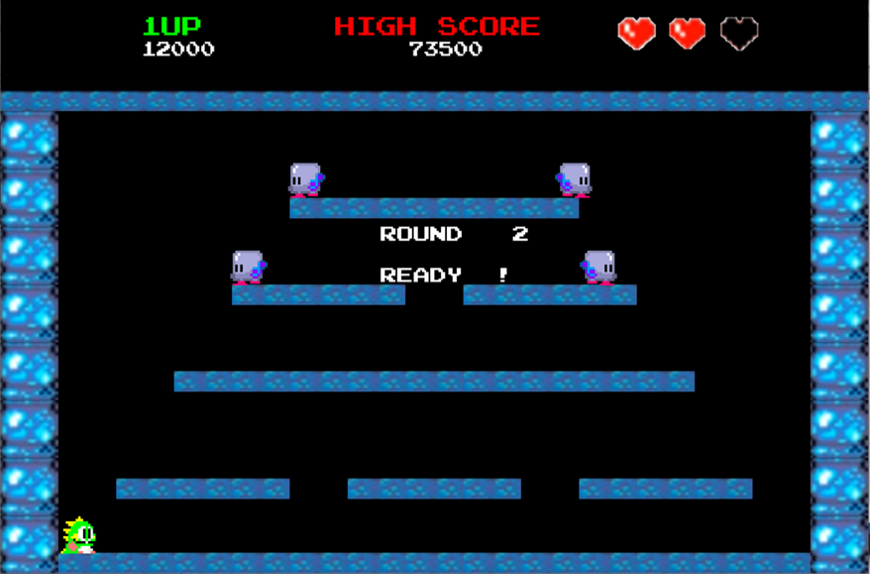 1UP HIGH SCORE
12000 73500
ROUND 2
READY !